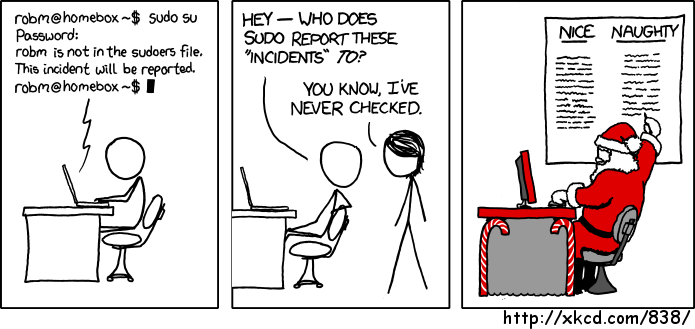 robm@homebox~$ sudo su
Password:
robm is not in the sudoers file.
This incident will be reported.
robm@homebox~$
HEY — WHO DOES
SUDO REPORT THESE
"INCIDENTS" TO?
YOU KNOW, I'VE
NEVER CHECKED.
NICE NAUGHTY
http://xkcd.com/838/